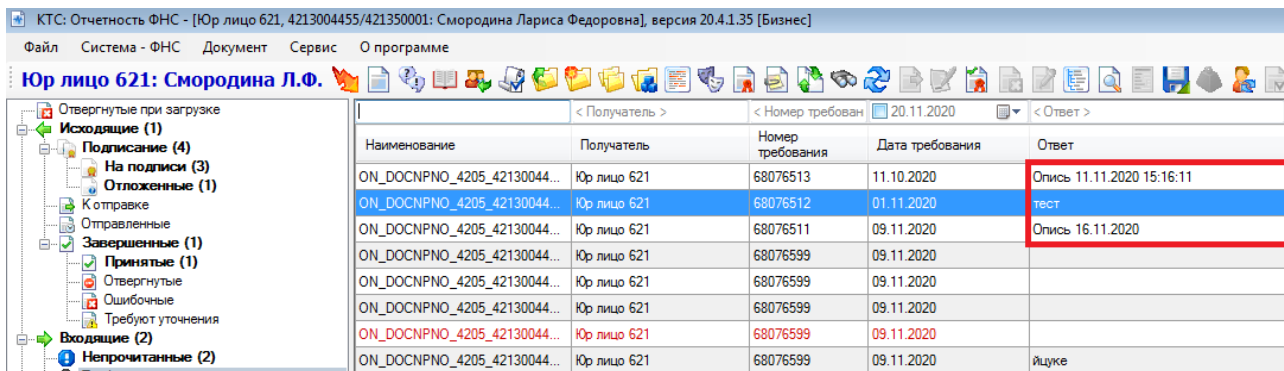 КТС: Отчетность ФНС - [Юр лицо 621, 4213004455/421350001: Смородина Лариса Федоровна], версия 20.4.1.35 [Бизнес]
Файл Система - ФНС Документ Сервис О программе
Юр лицо 621: Смородина Л.Ф.
Отвергнутые при загрузке
Исходящие (1)
Подписание (4)
На подписи (3)
Отложенные (1)
К отправке
Отправленные
Завершенные (1)
Принятые (1)
Отвергнутые
Ошибочные
Требуют уточнения
Входящие (2)
Непрочитанные (2)
< Получатель > < Номер требован 20.11.2020 < Ответ >
Наименование Получатель Номер требования Дата требования Ответ
ON_DOCNPNO_4205_42130044... Юр лицо 621 68076513 11.10.2020 Опись 11.11.2020 15:16:11
ON_DOCNPNO_4205_42130044... Юр лицо 621 68076512 01.11.2020 тест
ON_DOCNPNO_4205_42130044... Юр лицо 621 68076511 09.11.2020 Опись 16.11.2020
ON_DOCNPNO_4205_42130044... Юр лицо 621 68076599 09.11.2020
ON_DOCNPNO_4205_42130044... Юр лицо 621 68076599 09.11.2020
ON_DOCNPNO_4205_42130044... Юр лицо 621 68076599 09.11.2020
ON_DOCNPNO_4205_42130044... Юр лицо 621 68076599 09.11.2020
ON_DOCNPNO_4205_42130044... Юр лицо 621 68076599 09.11.2020 йцуке